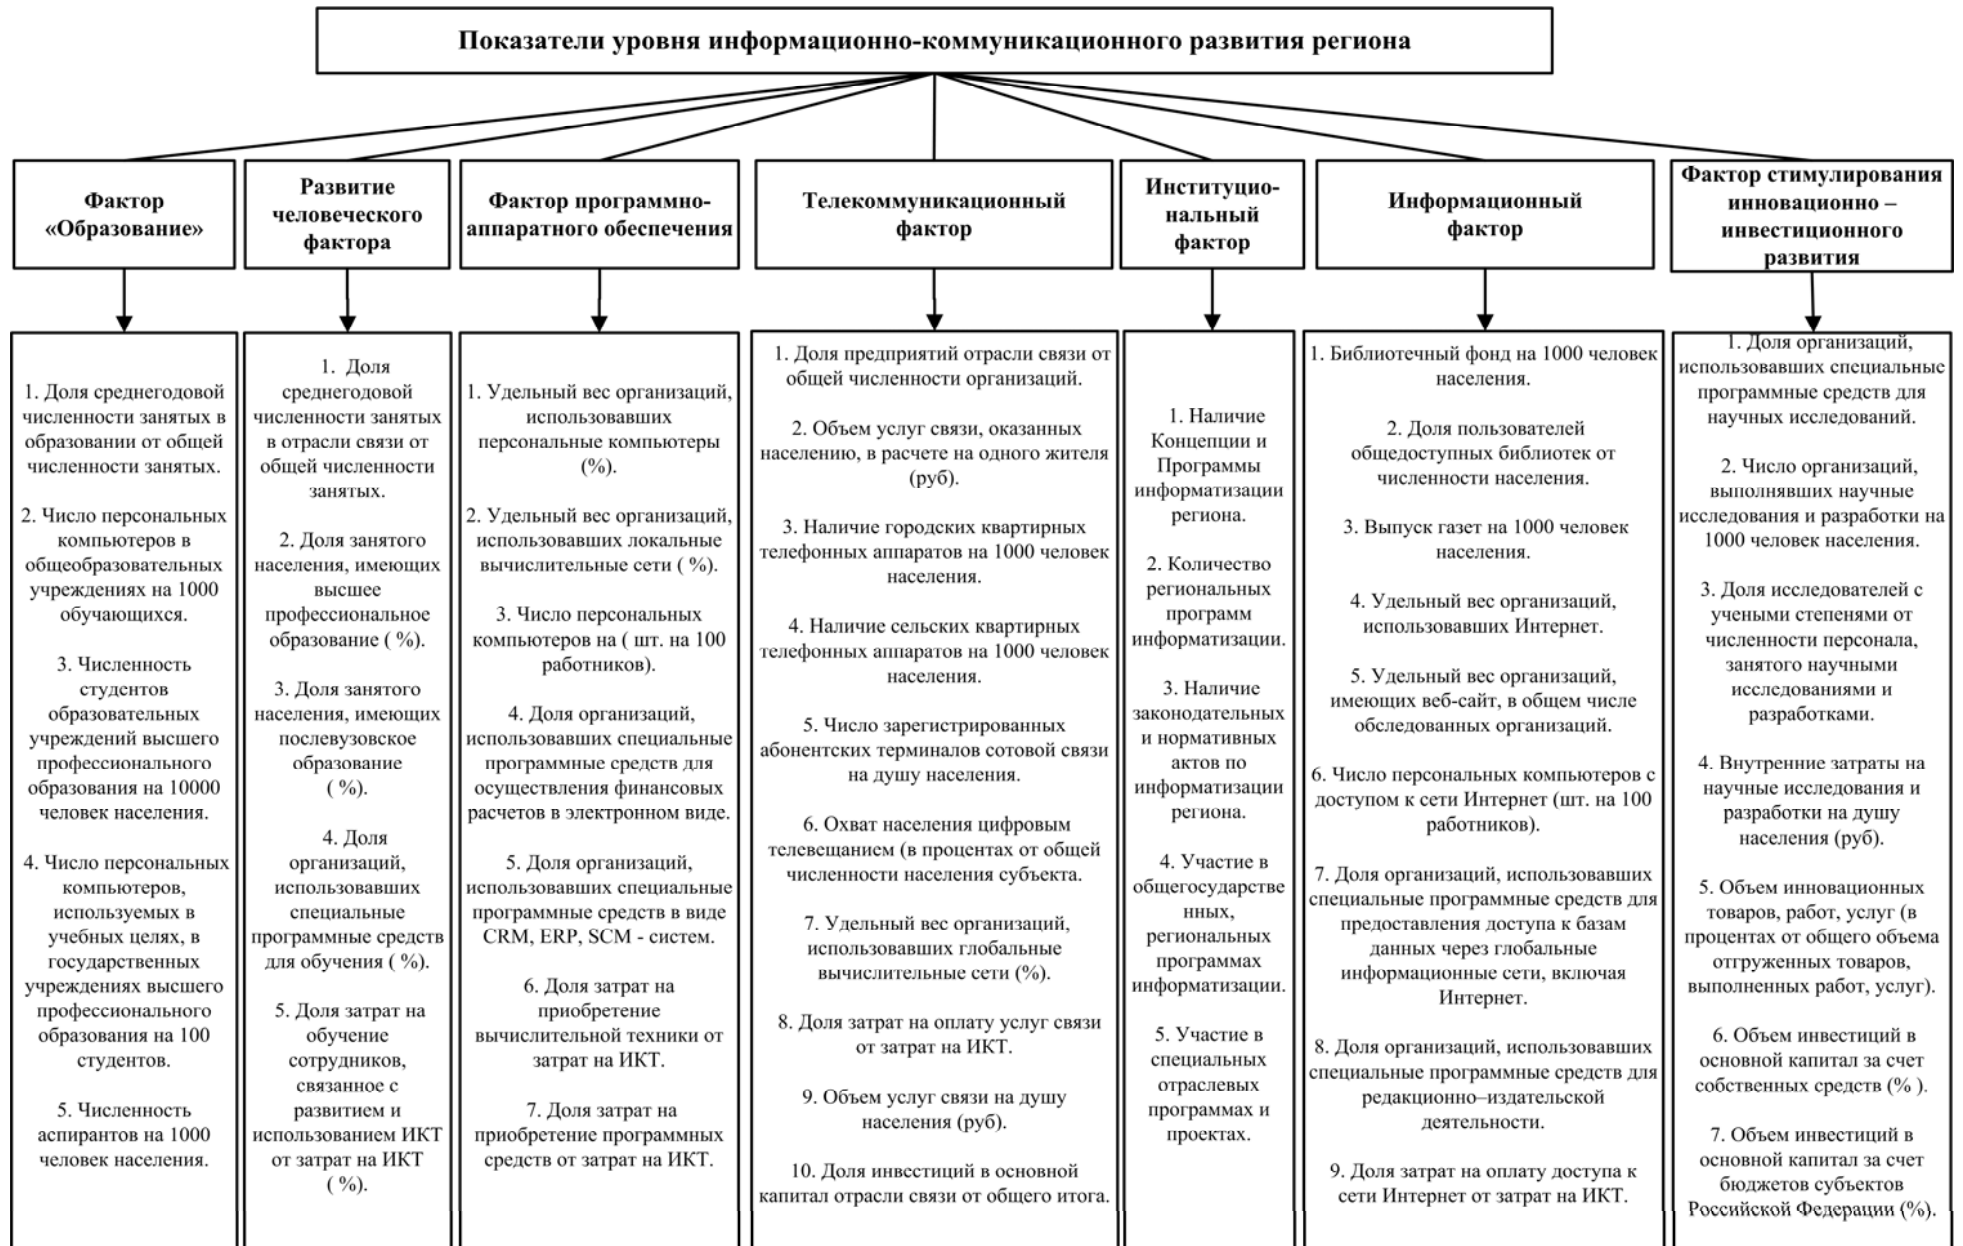 Показатели уровня информационно-коммуникационного развития региона
Фактор
«Образование»
Развитие
человеческого
фактора
Фактор программно-
аппаратного обеспечения
Телекоммуникационный
фактор
Институцио-
нальный
фактор
Информационный
фактор
Фактор стимулирования
инновационно –
инвестиционного
развития
1. Доля среднегодовой
численности занятых в
образовании от общей
численности занятых.
2. Число персональных
компьютеров в
общеобразовательных
учреждениях на 1000
обучающихся.
3. Численность
студентов
образовательных
учреждений высшего
профессионального
образования на 10000
человек населения.
4. Число персональных
компьютеров,
используемых в
учебных целях, в
государственных
учреждениях высшего
профессионального
образования на 100
студентов.
5. Численность
аспирантов на 1000
человек населения.
1. Доля
среднегодовой
численности занятых
в отрасли связи от
общей численности
занятых.
2. Доля занятого
населения, имеющих
высшее
профессиональное
образование ( %).
3. Доля занятого
населения, имеющих
послевузовское
образование
( %).
4. Доля
организаций,
использовавших
специальные
программные средств
для обучения ( %).
5. Доля затрат на
обучение
сотрудников,
связанное с
развитием и
использованием ИКТ
от затрат на ИКТ
( %).
1. Удельный вес организаций,
использовавших
персональные компьютеры
(%).
2. Удельный вес организаций,
использовавших локальные
вычислительные сети ( %).
3. Число персональных
компьютеров на ( шт. на 100
работников).
4. Доля организаций,
использовавших специальные
программные средств для
осуществления финансовых
расчетов в электронном виде.
5. Доля организаций,
использовавших специальные
программные средств в виде
CRM, ERP, SCM - систем.
6. Доля затрат на
приобретение
вычислительной техники от
затрат на ИКТ.
7. Доля затрат на
приобретение программных
средств от затрат на ИКТ.
1. Доля предприятий отрасли связи от
общей численности организаций.
2. Объем услуг связи, оказанных
населению, в расчете на одного жителя
(руб).
3. Наличие городских квартирных
телефонных аппаратов на 1000 человек
населения.
4. Наличие сельских квартирных
телефонных аппаратов на 1000 человек
населения.
5. Число зарегистрированных
абонентских терминалов сотовой связи
на душу населения.
6. Охват населения цифровым
телевещанием (в процентах от общей
численности населения субъекта.
7. Удельный вес организаций,
использовавших глобальные
вычислительные сети (%).
8. Доля затрат на оплату услуг связи
от затрат на ИКТ.
9. Объем услуг связи на душу
населения (руб).
10. Доля инвестиций в основной
капитал отрасли связи от общего итога.
1. Наличие
Концепции и
Программы
информатизации
региона.
2. Количество
региональных
программ
информатизации.
3. Наличие
законодательных
и нормативных
актов по
информатизации
региона.
4. Участие в
общегосударстве
нных,
региональных
программах
информатизации.
5. Участие в
специальных
отраслевых
программах и
проектах.
1. Библиотечный фонд на 1000 человек
населения.
2. Доля пользователей
общедоступных библиотек от
численности населения.
3. Выпуск газет на 1000 человек
населения.
4. Удельный вес организаций,
использовавших Интернет.
5. Удельный вес организаций,
имеющих веб-сайт, в общем числе
обследованных организаций.
6. Число персональных компьютеров с
доступом к сети Интернет (шт. на 100
работников).
7. Доля организаций, использовавших
специальные программные средств для
предоставления доступа к базам
данных через глобальные
информационные сети, включая
Интернет.
8. Доля организаций, использовавших
специальные программные средств для
редакционно–издательской
деятельности.
9. Доля затрат на оплату доступа к
сети Интернет от затрат на ИКТ.
1. Доля организаций,
использовавших специальные
программные средств для
научных исследований.
2. Число организаций,
выполнявших научные
исследования и разработки на
1000 человек населения.
3. Доля исследователей с
учеными степенями от
численности персонала,
занятого научными
исследованиями и
разработками.
4. Внутренние затраты на
научные исследования и
разработки на душу
населения (руб).
5. Объем инновационных
товаров, работ, услуг (в
процентах от общего объема
отгруженных товаров,
выполненных работ, услуг).
6. Объем инвестиций в
основной капитал за счет
собственных средств (% ).
7. Объем инвестиций в
основной капитал за счет
бюджетов субъектов
Российской Федерации (%).